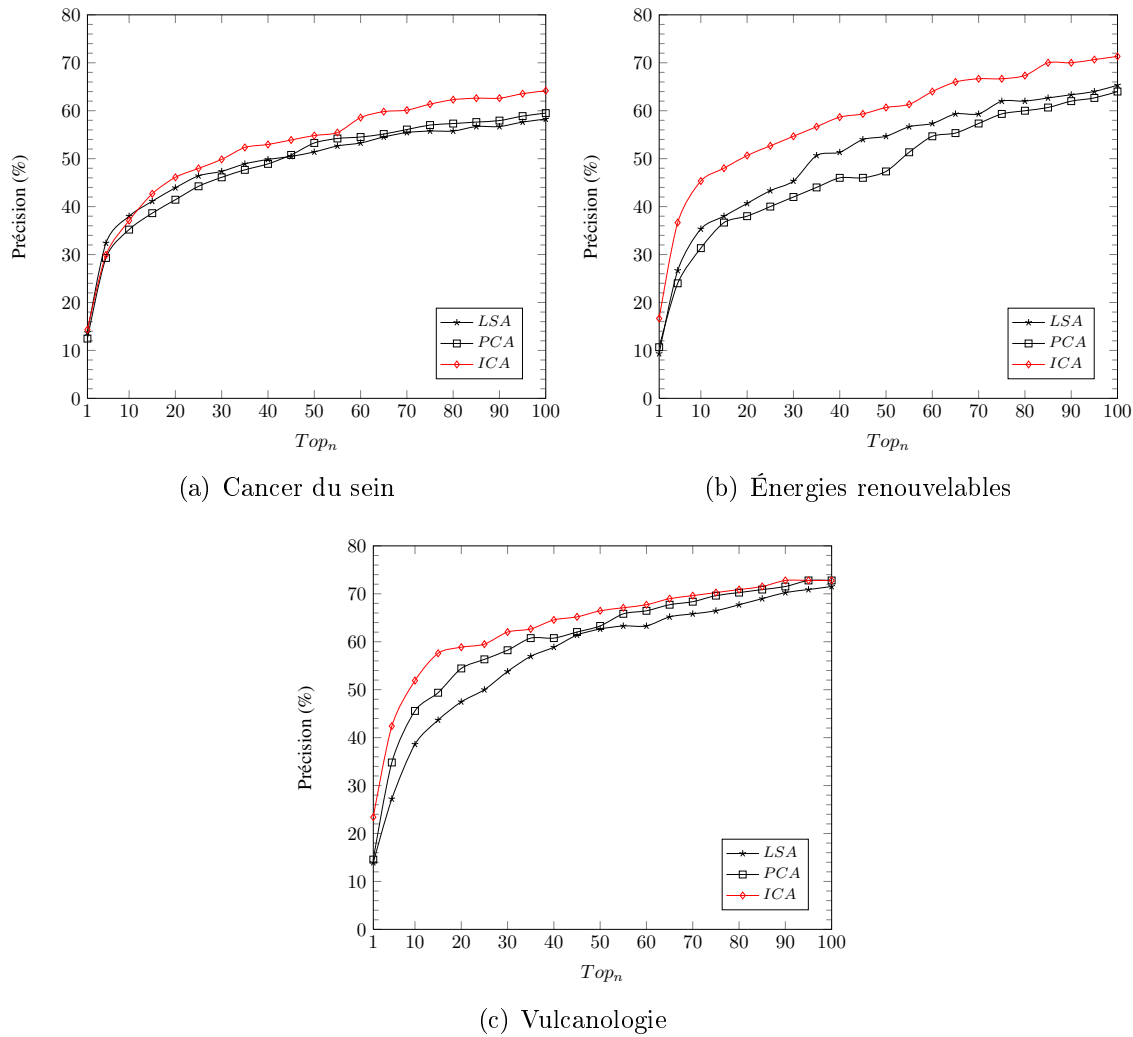 80
70
60
50
40
30
20
10
0
Précision (%)
1 10 20 30 40 50 60 70 80 90 100
Top_n
LSA
PCA
ICA
(a) Cancer du sein
80
70
60
50
40
30
20
10
0
Précision (%)
1 10 20 30 40 50 60 70 80 90 100
Top_n
LSA
PCA
ICA
(b) Énergies renouvelables
80
70
60
50
40
30
20
10
0
Précision (%)
1 10 20 30 40 50 60 70 80 90 100
Top_n
LSA
PCA
ICA
(c) Vulcanologie